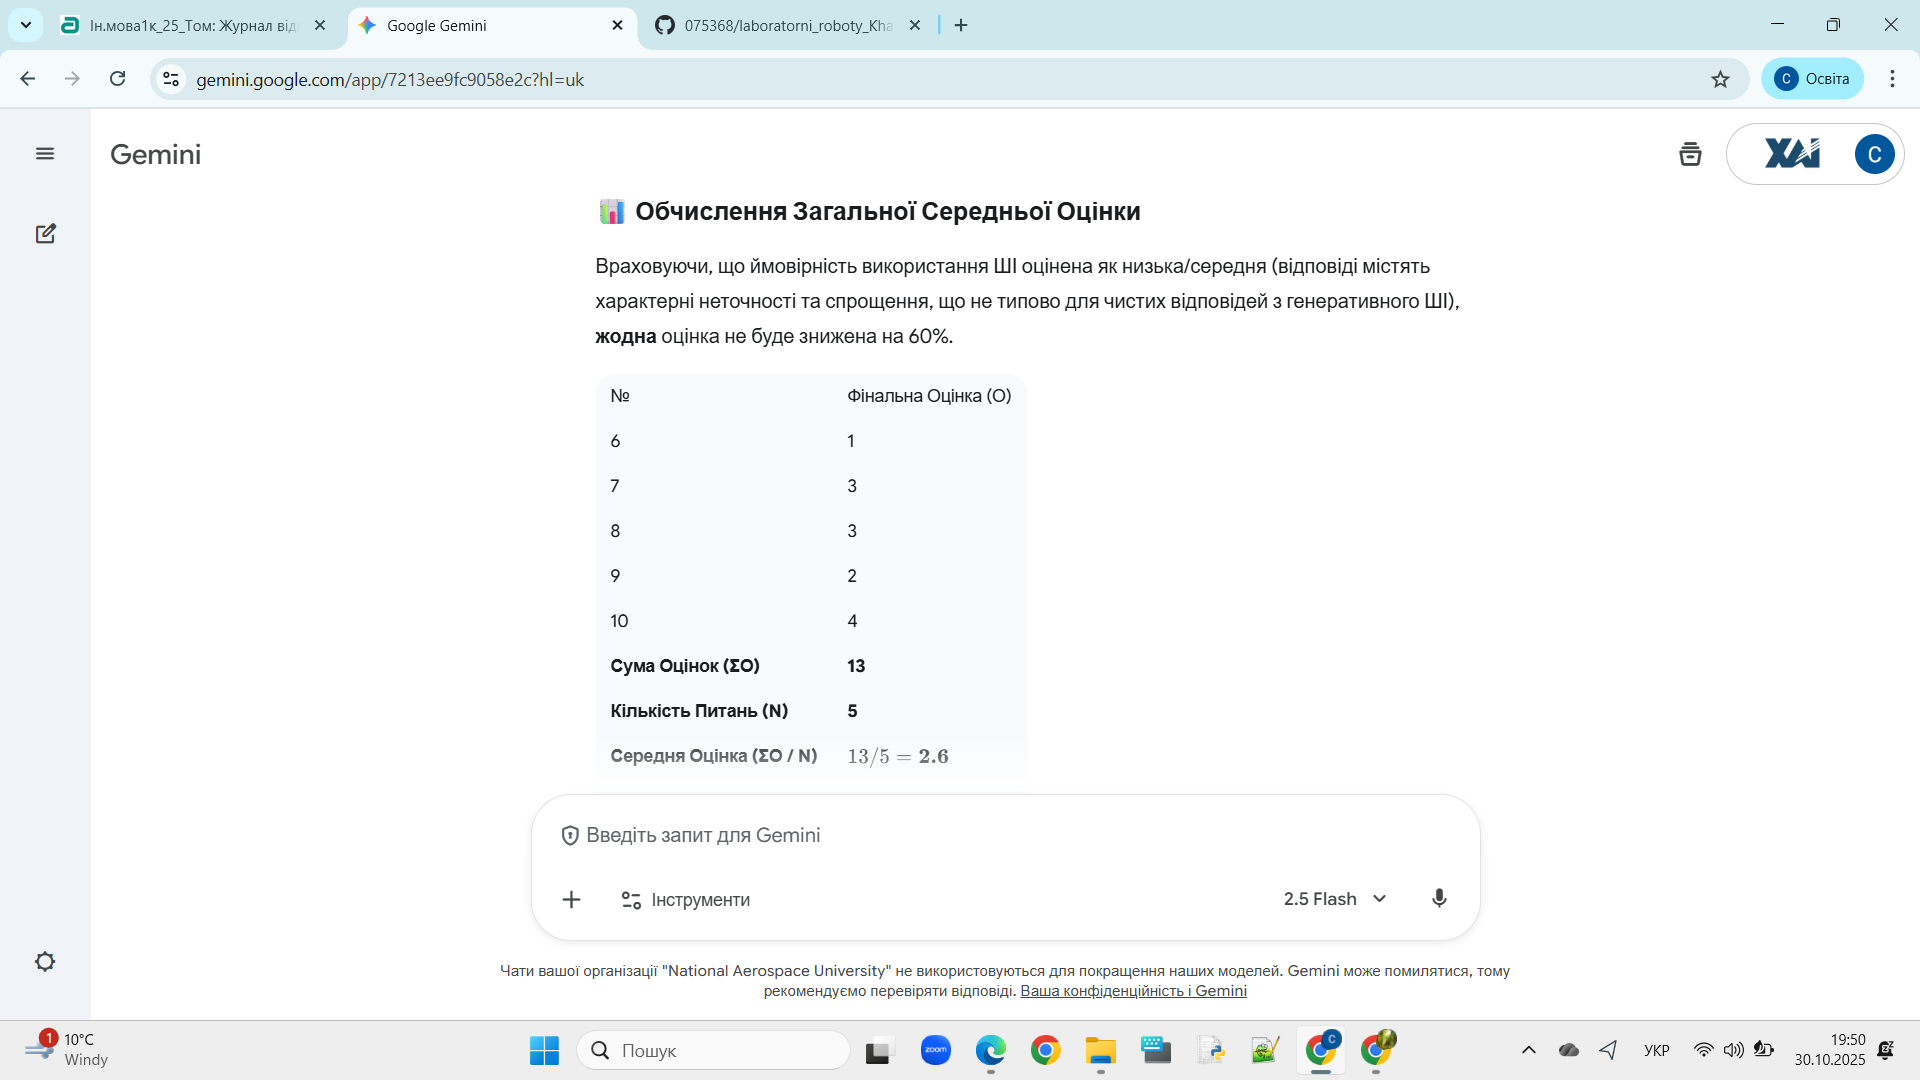 Ін.мова1к_25_Том: Журнал від
Google Gemini
075368/laboratorni_roboty_Kha
gemini.google.com/app/7213ee9fc9058e2c?hl=uk
С Освіта
Gemini
ХАІ
С
Обчислення Загальної Середньої Оцінки
Враховуючи, що ймовірність використання ШІ оцінена як низька/середня (відповіді містять
характерні неточності та спрощення, що не типово для чистих відповідей з генеративного ШІ),
жодна оцінка не буде знижена на 60%.
№ Фінальна Оцінка (О)
6 1
7 3
8 3
9 2
10 4
Сума Оцінок (ΣО) 13
Кількість Питань (N) 5
Середня Оцінка (ΣО / N) 13/5 = 2.6
Введіть запит для Gemini
Інструменти
2.5 Flash
Чати вашої організації "National Aerospace University" не використовуються для покращення наших моделей. Gemini може помилятися, тому
рекомендуємо перевіряти відповіді. Ваша конфіденційність і Gemini
1
10°C
Windy
Пошук
zoom
С
УКР
19:50
30.10.2025